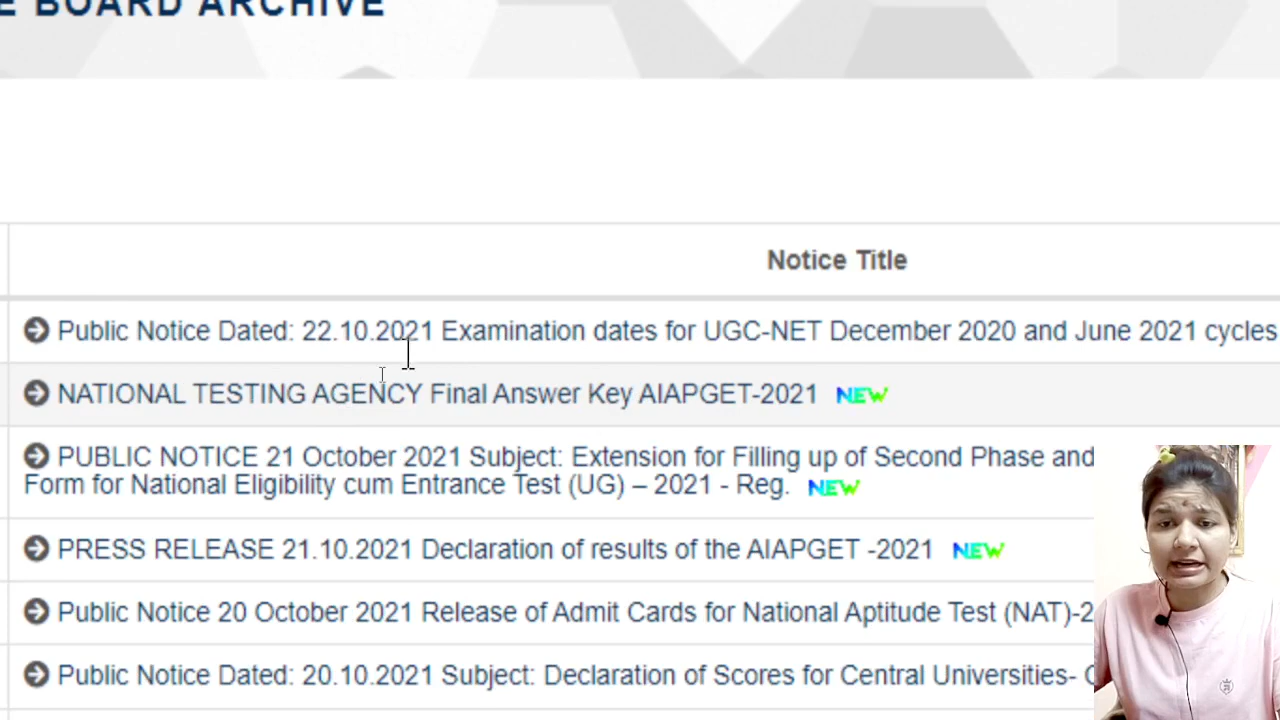 E BOARD ARCHIVE
Notice Title
Public Notice Dated: 22.10.2021 Examination dates for UGC-NET December 2020 and June 2021 cycles
NATIONAL TESTING AGENCY Final Answer Key AIAPGET-2021 NEW
PUBLIC NOTICE 21 October 2021 Subject: Extension for Filling up of Second Phase and
Form for National Eligibility cum Entrance Test (UG) – 2021 - Reg. NEW
PRESS RELEASE 21.10.2021 Declaration of results of the AIAPGET -2021 NEW
Public Notice 20 October 2021 Release of Admit Cards for National Aptitude Test (NAT)-2
Public Notice Dated: 20.10.2021 Subject: Declaration of Scores for Central Universities-